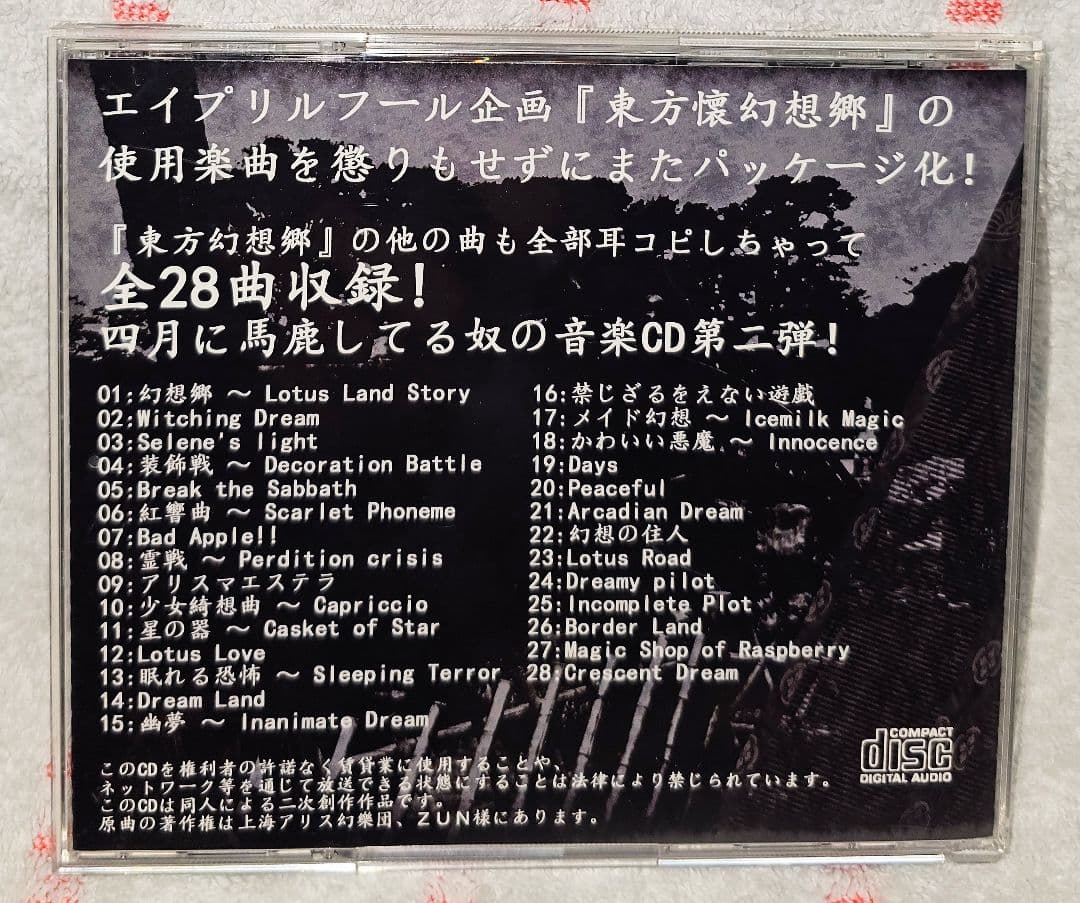 エイプリルフール企画『東方懐幻想郷』の
使用楽曲を懲りもせずにまたパッケージ化!
『東方幻想郷』の他の曲も全部耳コピしちゃって
全28曲収録!
四月に馬鹿してる奴の音楽CD第二弾!
01:幻想郷 ～ Lotus Land Story
02:Witching Dream
03:Selene's light
04:装飾戦 ～ Decoration Battle
05:Break the Sabbath
06:紅響曲 ～ Scarlet Phoneme
07:Bad Apple!!
08:霊戦 ～ Perdition crisis
09:アリスマエステラ
10:少女綺想曲 ～ Capriccio
11:星の器 ～ Casket of Star
12:Lotus Love
13:眠れる恐怖 ～ Sleeping Terror
14:Dream Land
15:幽夢 ～ Inanimate Dream
16:禁じざるをえない遊戯
17:メイド幻想 ～ Icemilk Magic
18:かわいい悪魔 ～ Innocence
19:Days
20:Peaceful
21:Arcadian Dream
22:幻想の住人
23:Lotus Road
24:Dreamy pilot
25:Incomplete Plot
26:Border Land
27:Magic Shop of Raspberry
28:Crescent Dream
このCDを権利者の許諾なく賃貸業に使用することや、
ネットワーク等を通じて放送できる状態にすることは法律により禁じられています。
このCDは同人による二次創作作品です。
原曲の著作権は上海アリス幻樂団、ZUN様にあります。
COMPACT
disc
DIGITAL AUDIO